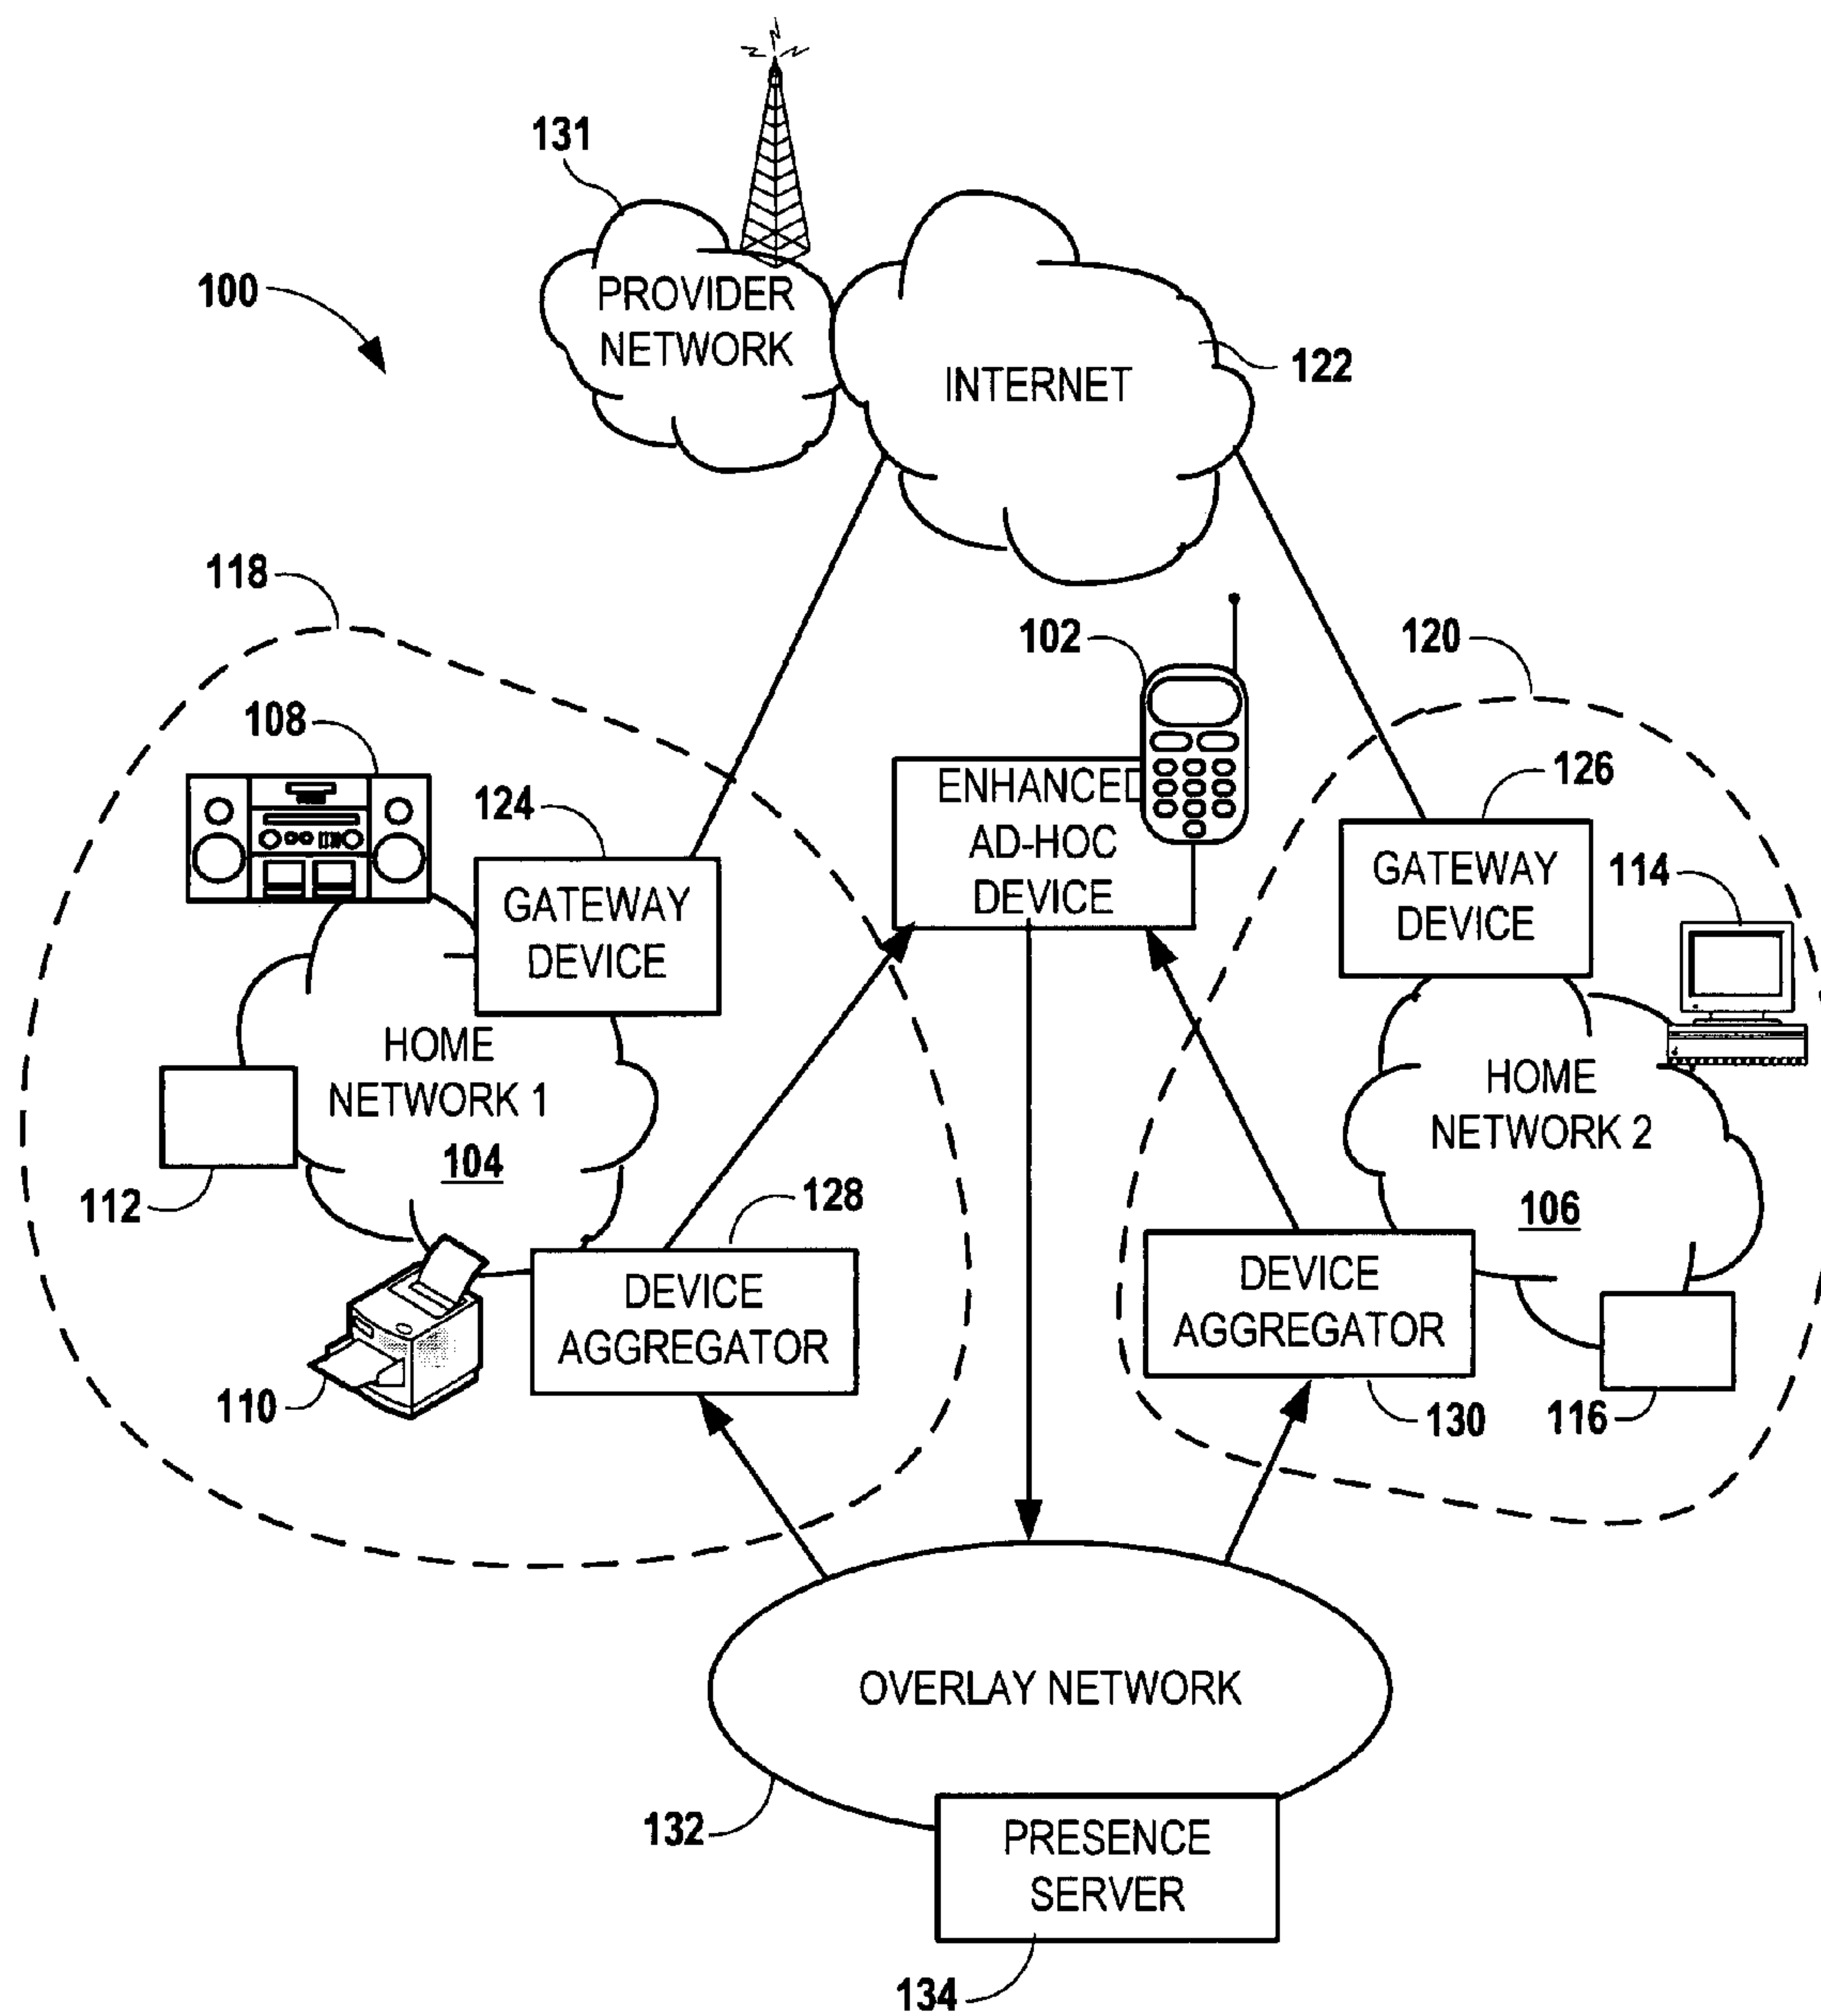 131
PROVIDER
NETWORK
100
INTERNET
122
118
102
120
108
124
ENHANCED
AD-HOC
DEVICE
126
GATEWAY
DEVICE
GATEWAY
DEVICE
114
HOME
NETWORK 1
104
HOME
NETWORK 2
106
112
128
DEVICE
AGGREGATOR
DEVICE
AGGREGATOR
110
130
116
OVERLAY NETWORK
132
PRESENCE
SERVER
134